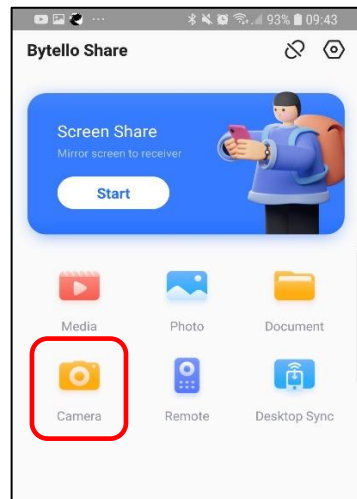 93% 09:43
Bytello Share
Screen Share
Mirror screen to receiver
Start
Media Photo Document
Camera Remote Desktop Sync